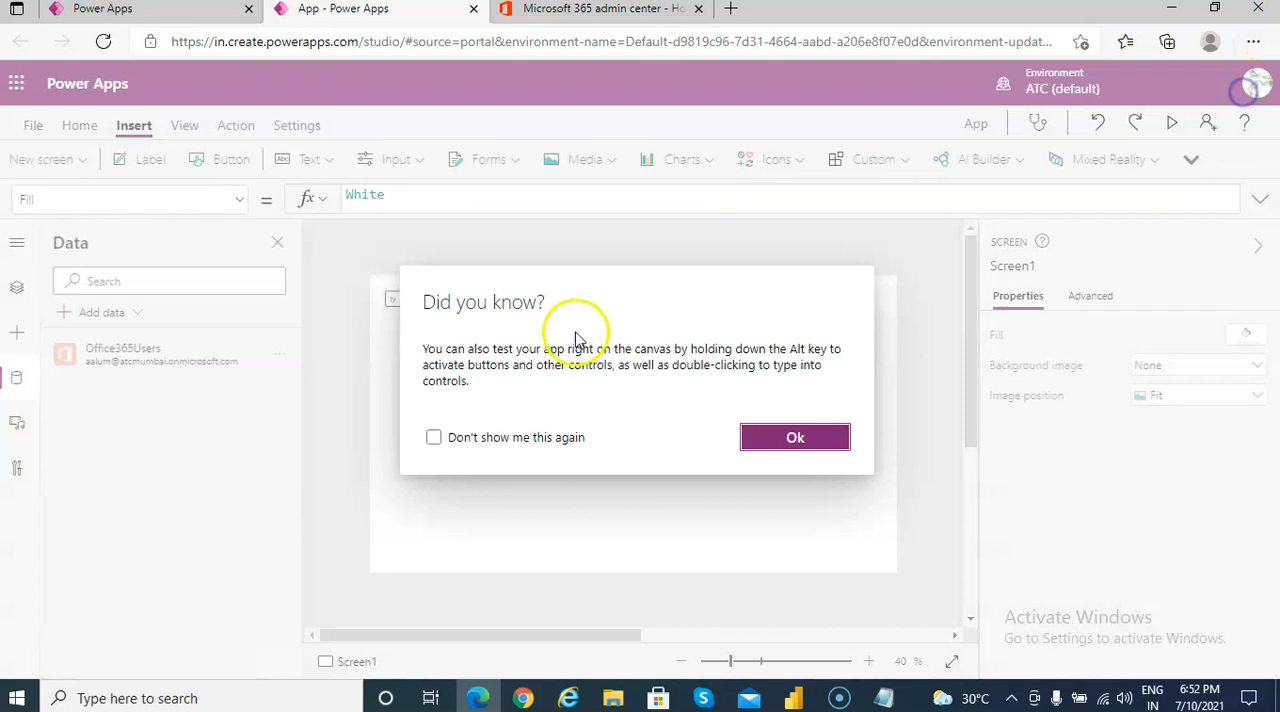 Power Apps
App - Power Apps
Microsoft 365 admin center - Ho
https://in.create.powerapps.com/studio/#source=portal&environment-name=Default-d9819c96-7d31-4664-aabd-a206e8f07e0d&environment-updat...
Power Apps
Environment
ATC (default)
File Home Insert View Action Settings
App
New screen Label Button Text Input Forms Media Charts Icons Custom AI Builder Mixed Reality
Fill = fx White
Data
Search
Add data
Office365Users
aalum@atcmumbai.onmicrosoft.com
Did you know?
You can also test your app right on the canvas by holding down the Alt key to
activate buttons and other controls, as well as double-clicking to type into
controls.
Don't show me this again
Ok
SCREEN
Screen1
Properties Advanced
Fill
Background image None
Image position Fit
Activate Windows
Go to Settings to activate Windows.
Screen1
40 %
Type here to search
30°C
ENG
IN
6:52 PM
7/10/2021